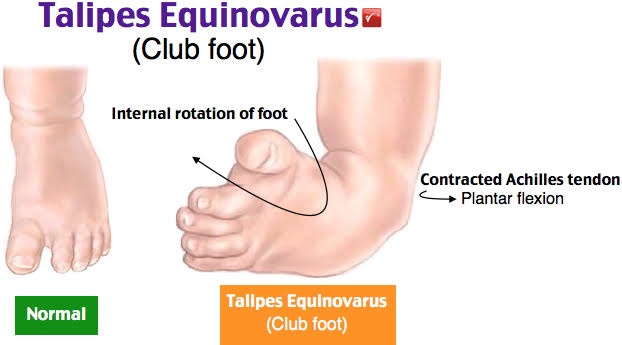 Talipes Equinovarus
(Club foot)
Internal rotation of foot
Contracted Achilles tendon
Plantar flexion
Normal
Talipes Equinovarus
(Club foot)